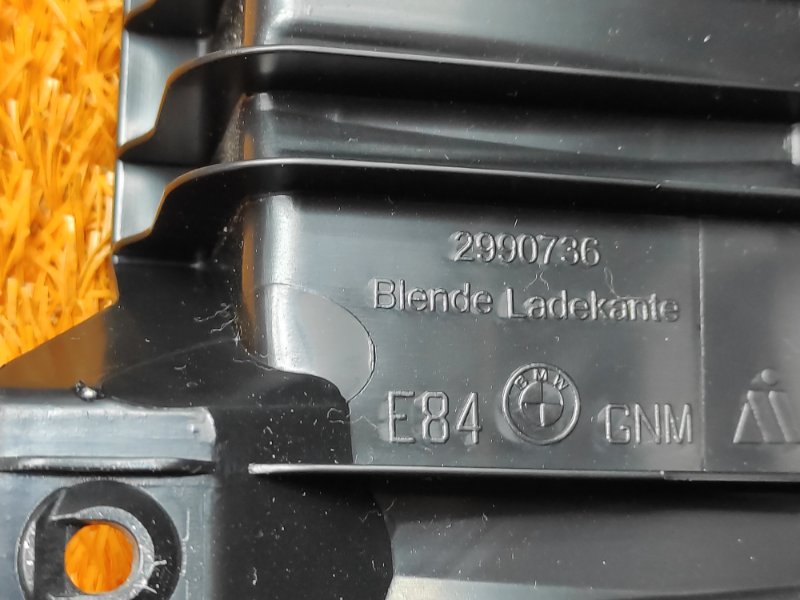 2990736
Blende Ladekante
E84 BMW GNM